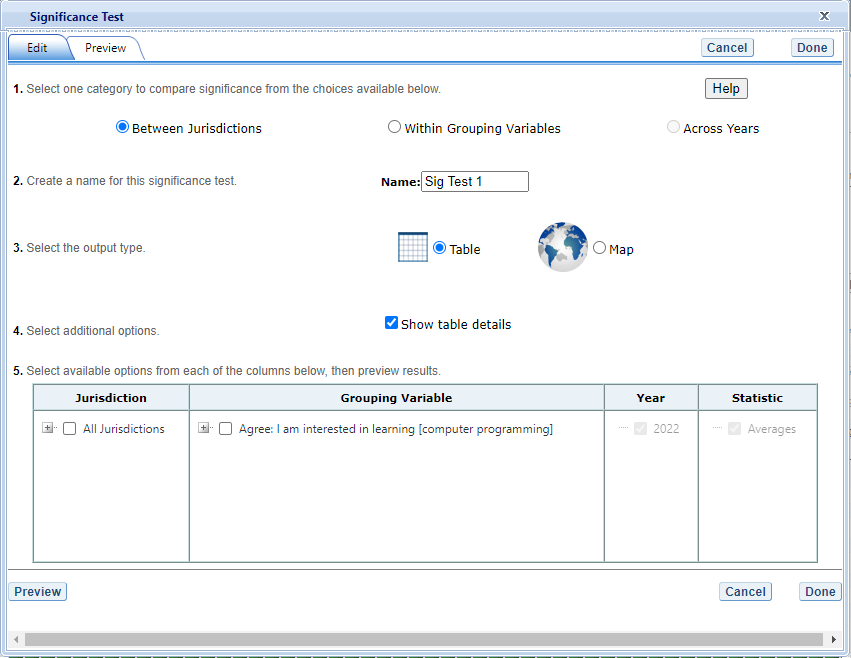 Significance Test X
Edit Preview Cancel Done
1. Select one category to compare significance from the choices available below. Help
Between Jurisdictions Within Grouping Variables Across Years
2. Create a name for this significance test. Name: Sig Test 1
3. Select the output type. Table Map
4. Select additional options. Show table details
5. Select available options from each of the columns below, then preview results.
Jurisdiction Grouping Variable Year Statistic
All Jurisdictions Agree: I am interested in learning [computer programming] 2022 Averages
Preview Cancel Done